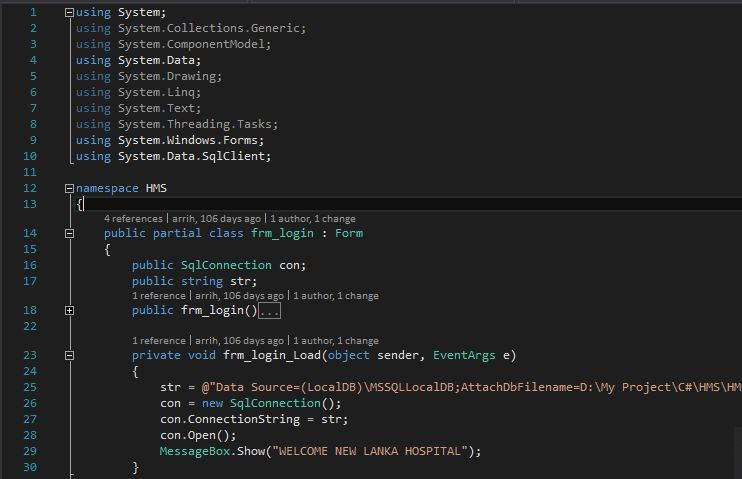 1 using System;
2 using System.Collections.Generic;
3 using System.ComponentModel;
4 using System.Data;
5 using System.Drawing;
6 using System.Linq;
7 using System.Text;
8 using System.Threading.Tasks;
9 using System.Windows.Forms;
10 using System.Data.SqlClient;
11
12 namespace HMS
13 {
4 references | arrih, 106 days ago | 1 author, 1 change
14 public partial class frm_login : Form
15 {
16 public SqlConnection con;
17 public string str;
1 reference | arrih, 106 days ago | 1 author, 1 change
18 public frm_login()...
22
1 reference | arrih, 106 days ago | 1 author, 1 change
23 private void frm_login_Load(object sender, EventArgs e)
24 {
25 str = @"Data Source=(LocalDB)\MSSQLLocalDB;AttachDbFilename=D:\My Project\C#\HMS\HM
26 con = new SqlConnection();
27 con.ConnectionString = str;
28 con.Open();
29 MessageBox.Show("WELCOME NEW LANKA HOSPITAL");
30 }